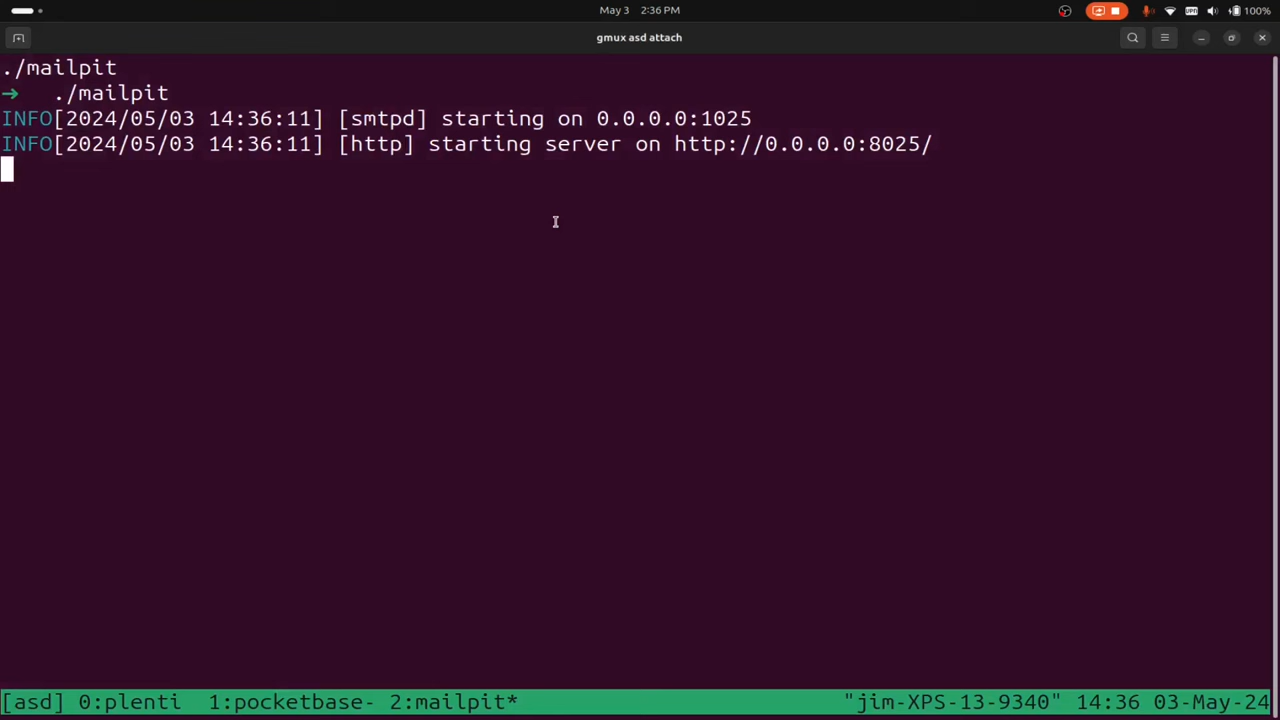 May 3 2:36 PM
100%
gmux asd attach
./mailpit
➜ ./mailpit
INFO[2024/05/03 14:36:11] [smtpd] starting on 0.0.0.0:1025
INFO[2024/05/03 14:36:11] [http] starting server on http://0.0.0.0:8025/
[asd] 0:plenti 1:pocketbase- 2:mailpit* "jim-XPS-13-9340" 14:36 03-May-24